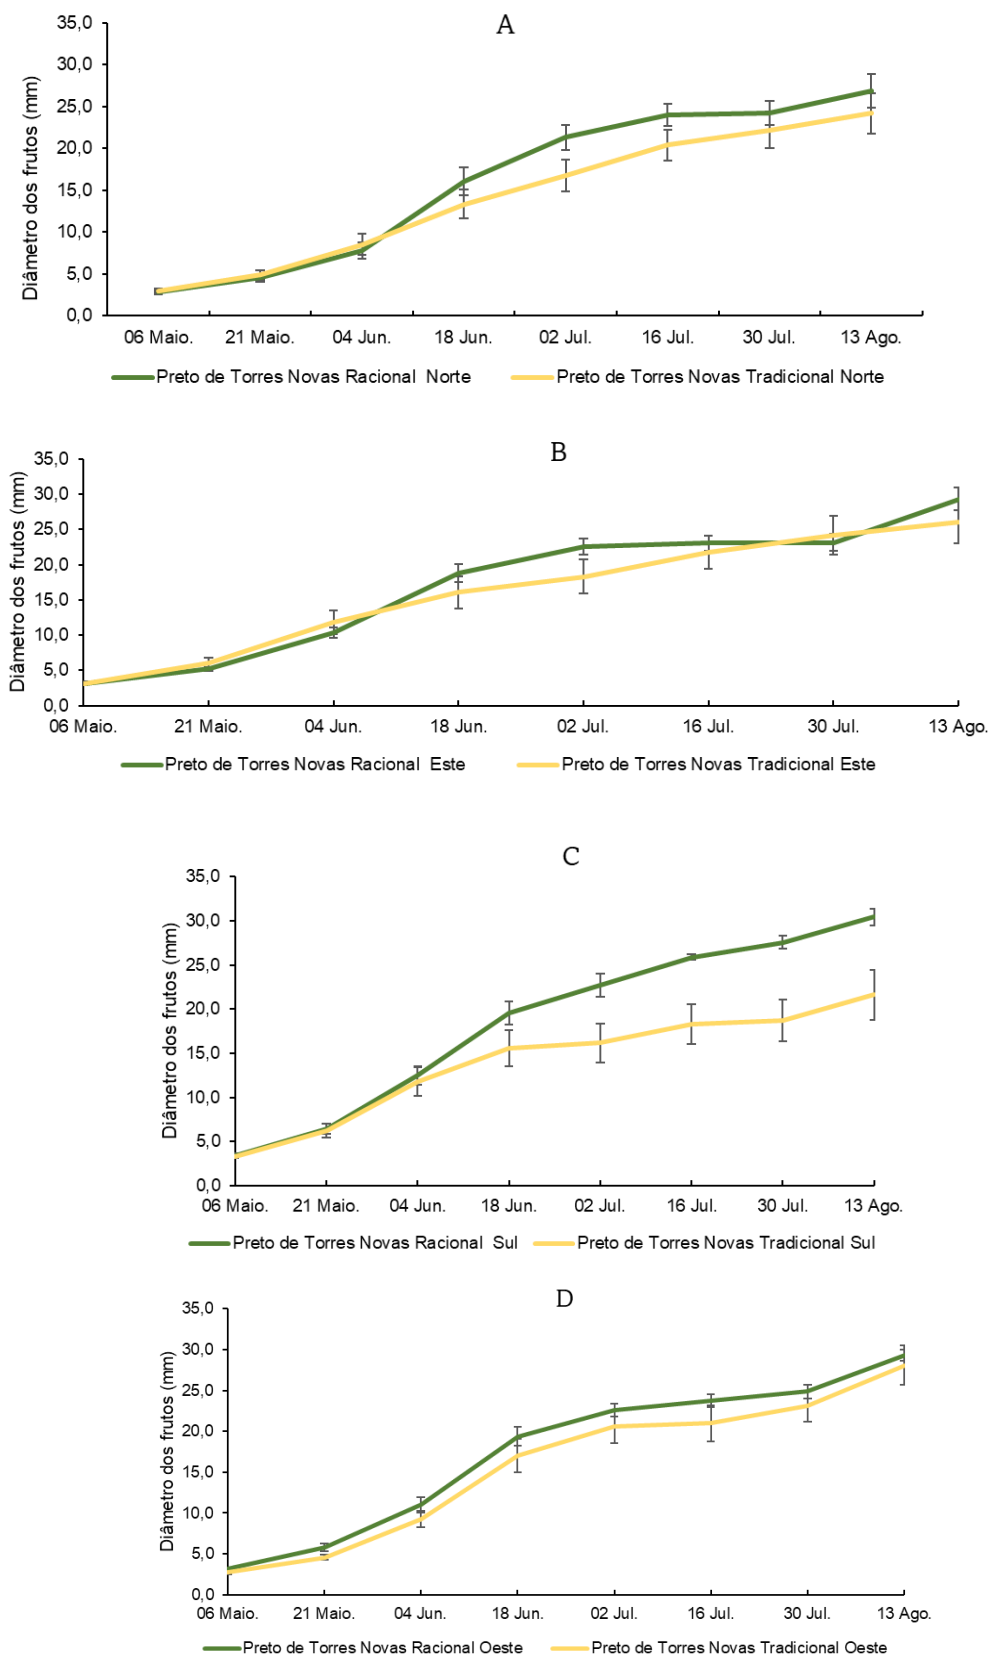 A
35,0
30,0
25,0
20,0
15,0
10,0
5,0
0,0
Diâmetro dos frutos (mm)
06 Maio. 21 Maio. 04 Jun. 18 Jun. 02 Jul. 16 Jul. 30 Jul. 13 Ago.
Preto de Torres Novas Racional Norte Preto de Torres Novas Tradicional Norte
B
35,0
30,0
25,0
20,0
15,0
10,0
5,0
0,0
Diâmetro dos frutos (mm)
06 Maio. 21 Maio. 04 Jun. 18 Jun. 02 Jul. 16 Jul. 30 Jul. 13 Ago.
Preto de Torres Novas Racional Este Preto de Torres Novas Tradicional Este
C
35,0
30,0
25,0
20,0
15,0
10,0
5,0
0,0
Diâmetro dos frutos (mm)
06 Maio. 21 Maio. 04 Jun. 18 Jun. 02 Jul. 16 Jul. 30 Jul. 13 Ago.
Preto de Torres Novas Racional Sul Preto de Torres Novas Tradicional Sul
D
35,0
30,0
25,0
20,0
15,0
10,0
5,0
0,0
Diâmetro dos frutos (mm)
06 Maio. 21 Maio. 04 Jun. 18 Jun. 02 Jul. 16 Jul. 30 Jul. 13 Ago.
Preto de Torres Novas Racional Oeste Preto de Torres Novas Tradicional Oeste